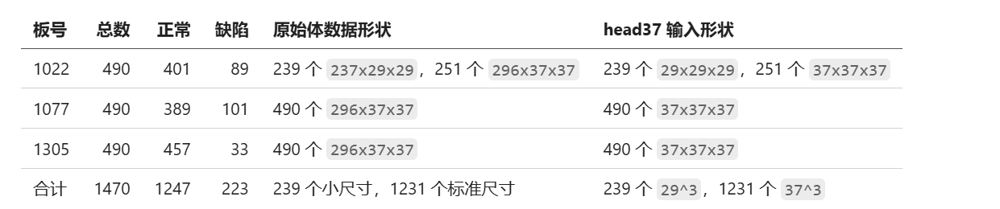 板号 总数 正常 缺陷 原始体数据形状 head37 输入形状
1022 490 401 89 239 个 237x29x29，251 个 296x37x37 239 个 29x29x29，251 个 37x37x37
1077 490 389 101 490 个 296x37x37 490 个 37x37x37
1305 490 457 33 490 个 296x37x37 490 个 37x37x37
合计 1470 1247 223 239 个小尺寸，1231 个标准尺寸 239 个 29^3，1231 个 37^3